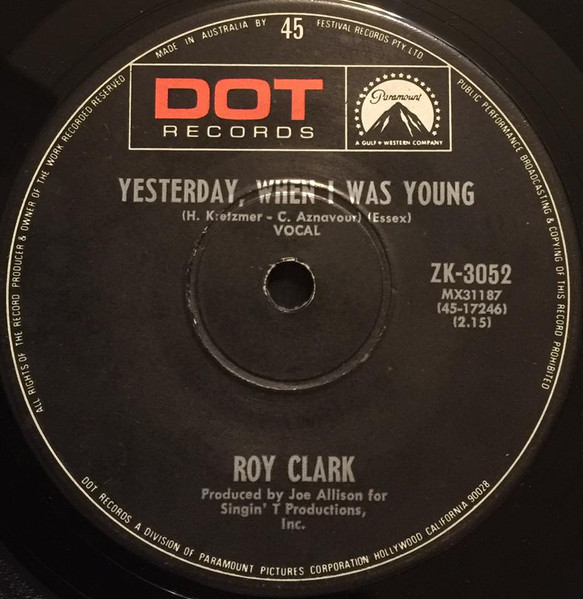 MADE IN AUSTRALIA BY 45 FESTIVAL RECORDS PTY LTD
ALL RIGHTS OF THE RECORD PRODUCER & OWNER OF THE WORK RECORDED RESERVED
PUBLIC PERFORMANCE BROADCASTING & COPYING OF THIS RECORD PROHIBITED
DOT
RECORDS
Paramount
A GULF + WESTERN COMPANY
YESTERDAY, WHEN I WAS YOUNG
(H. Kretzmer - C. Aznavour) (Essex)
VOCAL
ZK-3052
MX31187
(45-17246)
(2.15)
ROY CLARK
Produced by Joe Allison for
Singin' T Productions,
Inc.
DOT RECORDS A DIVISION OF PARAMOUNT PICTURES CORPORATION HOLLYWOOD CALIFORNIA 90028